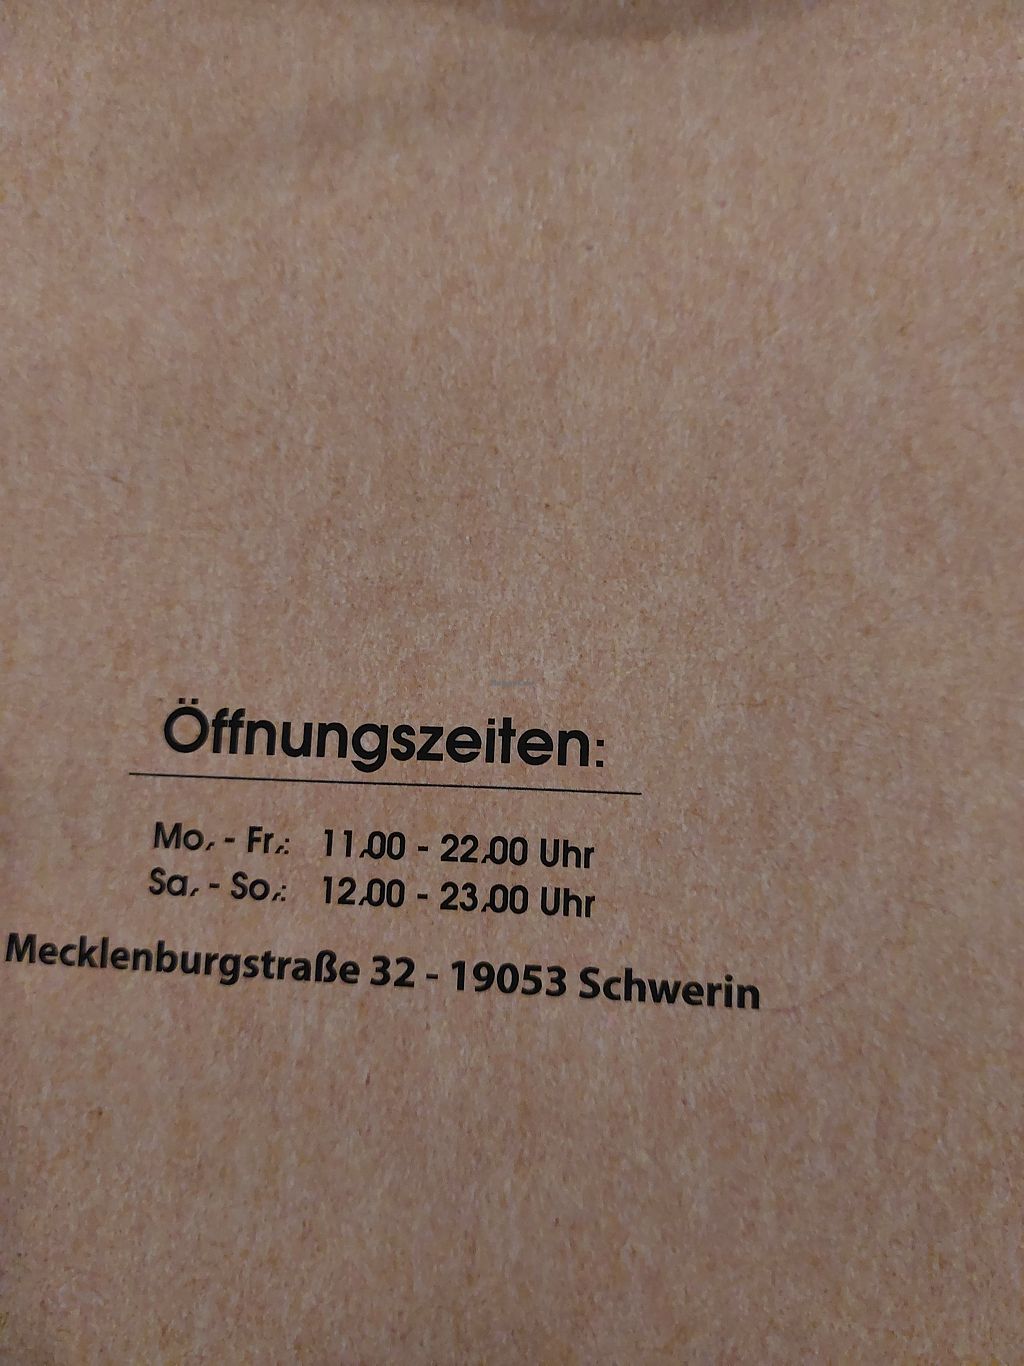 Öffnungszeiten:
Mo. - Fr.: 11.00 - 22.00 Uhr
Sa. - So.: 12.00 - 23.00 Uhr
Mecklenburgstraße 32 - 19053 Schwerin